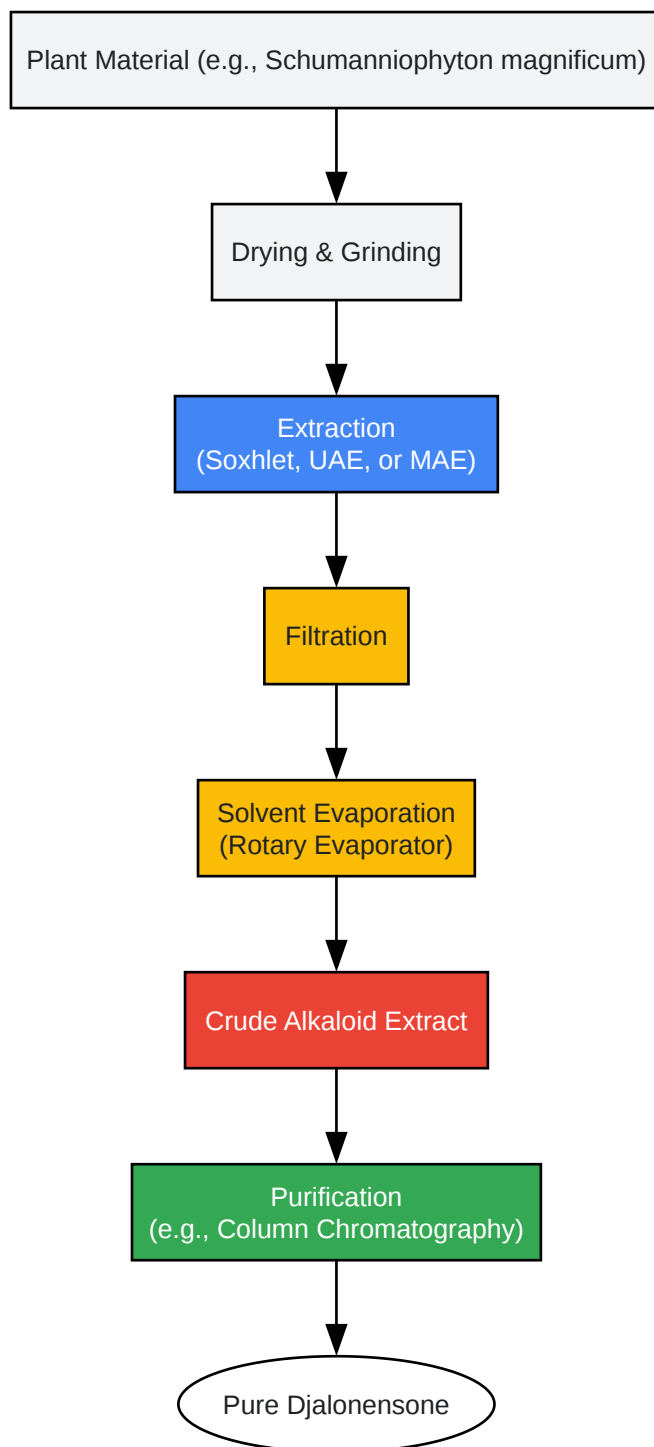 Plant Material (e.g., Schumanniophyton magnificum)
Drying & Grinding
Extraction
(Soxhlet, UAE, or MAE)
Filtration
Solvent Evaporation
(Rotary Evaporator)
Crude Alkaloid Extract
Purification
(e.g., Column Chromatography)
Pure Djalonensone